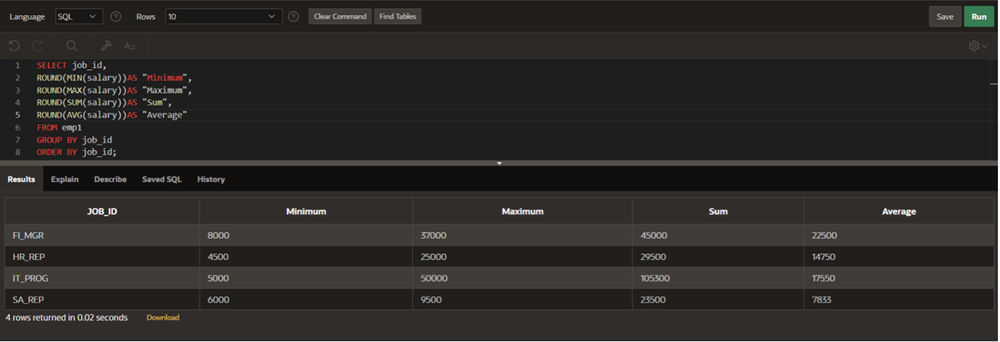 Language SQL Rows 10 Clear Command Find Tables Save Run
1 SELECT job_id,
2 ROUND(MIN(salary))AS "Minimum",
3 ROUND(MAX(salary))AS "Maximum",
4 ROUND(SUM(salary))AS "Sum",
5 ROUND(AVG(salary))AS "Average"
6 FROM emp1
7 GROUP BY job_id
8 ORDER BY job_id;
Results Explain Describe Saved SQL History
JOB_ID Minimum Maximum Sum Average
FI_MGR 8000 37000 45000 22500
HR_REP 4500 25000 29500 14750
IT_PROG 5000 50000 105300 17550
SA_REP 6000 9500 23500 7833
4 rows returned in 0.02 seconds Download